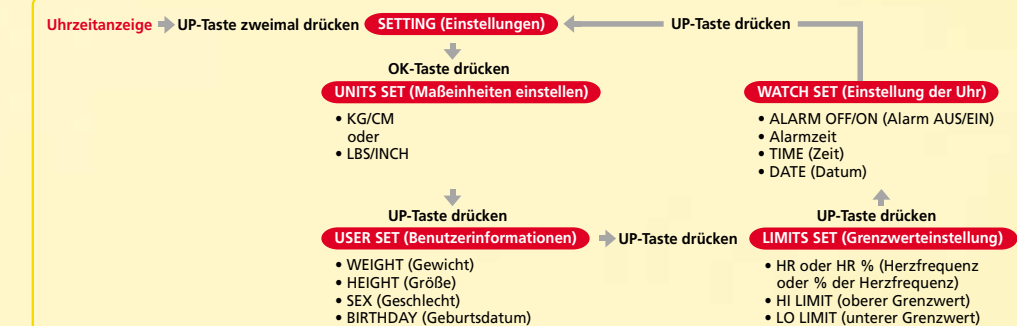 Uhrzeitanzeige UP-Taste zweimal drücken SETTING (Einstellungen) UP-Taste drücken
OK-Taste drücken
UNITS SET (Maßeinheiten einstellen)
• KG/CM
oder
• LBS/INCH
UP-Taste drücken
USER SET (Benutzerinformationen) UP-Taste drücken
• WEIGHT (Gewicht)
• HEIGHT (Größe)
• SEX (Geschlecht)
• BIRTHDAY (Geburtsdatum)
LIMITS SET (Grenzwerteinstellung)
• HR oder HR % (Herzfrequenz
oder % der Herzfrequenz)
• HI LIMIT (oberer Grenzwert)
• LO LIMIT (unterer Grenzwert)
UP-Taste drücken
WATCH SET (Einstellung der Uhr)
• ALARM OFF/ON (Alarm AUS/EIN)
• Alarmzeit
• TIME (Zeit)
• DATE (Datum)